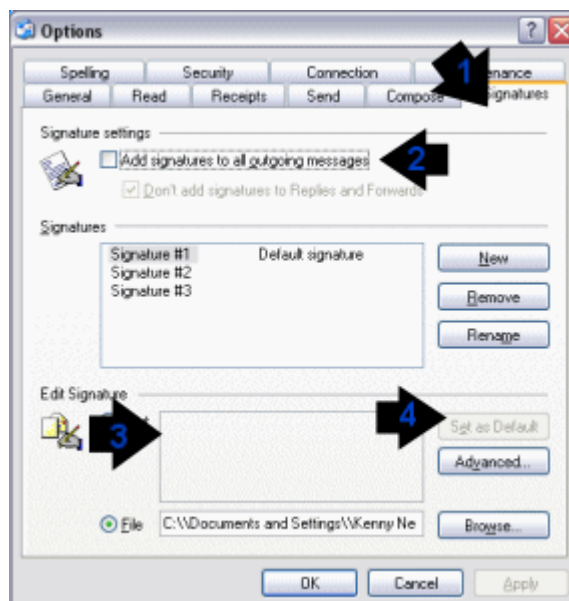 Options
Spelling Security Connection 1
General Read Receipts Send Compose Signatures
Signature settings
Add signatures to all outgoing messages 2
Don't add signatures to Replies and Forwards
Signatures
Signature #1 Default signature New
Signature #2
Signature #3 Remove
Rename
Edit Signature
3 4 Set as Default
Advanced...
File C:\\Documents and Settings\\Kenny Ne Browse...
OK Cancel Apply